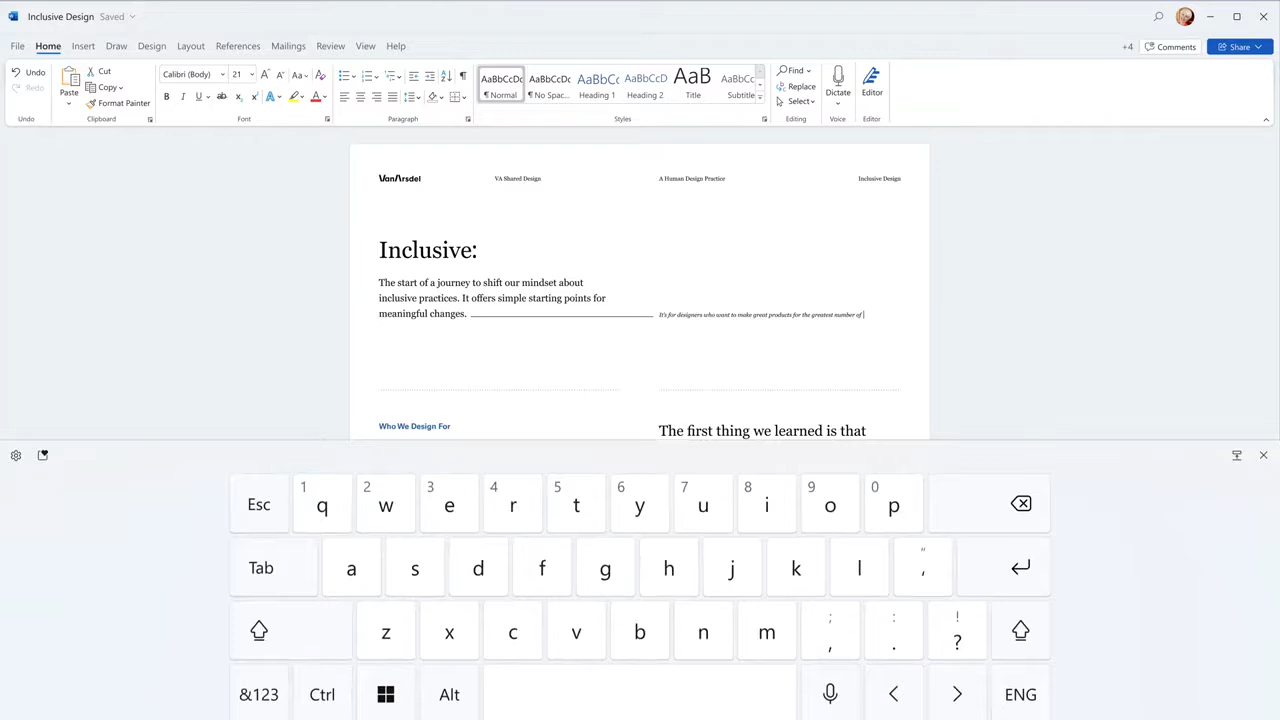 Inclusive Design Saved
File Home Insert Draw Design Layout References Mailings Review View Help +4 Comments Share
Undo
Redo
Undo
Paste
Cut
Copy
Format Painter
Clipboard
Calibri (Body) 21 A A Aa A
B I U ab x₂ x² A A
Font
Paragraph
AaBbCcDc AaBbCcDc AaBbCc AaBbCcD AaB AaBbCc
¶ Normal ¶ No Spac... Heading 1 Heading 2 Title Subtitle
Styles
Find
Replace
Select
Editing
Dictate
Voice
Editor
Editor
VanArsdel VA Shared Design A Human Design Practice Inclusive Design
Inclusive:
The start of a journey to shift our mindset about
inclusive practices. It offers simple starting points for
meaningful changes.
It's for designers who want to make great products for the greatest number of
Who We Design For
The first thing we learned is that
Esc 1 q 2 w 3 e 4 r 5 t 6 y 7 u 8 i 9 o 0 p
Tab a s d f g h j k l " '
z x c v b n m ; , : . ! ?
&123 Ctrl Alt < > ENG